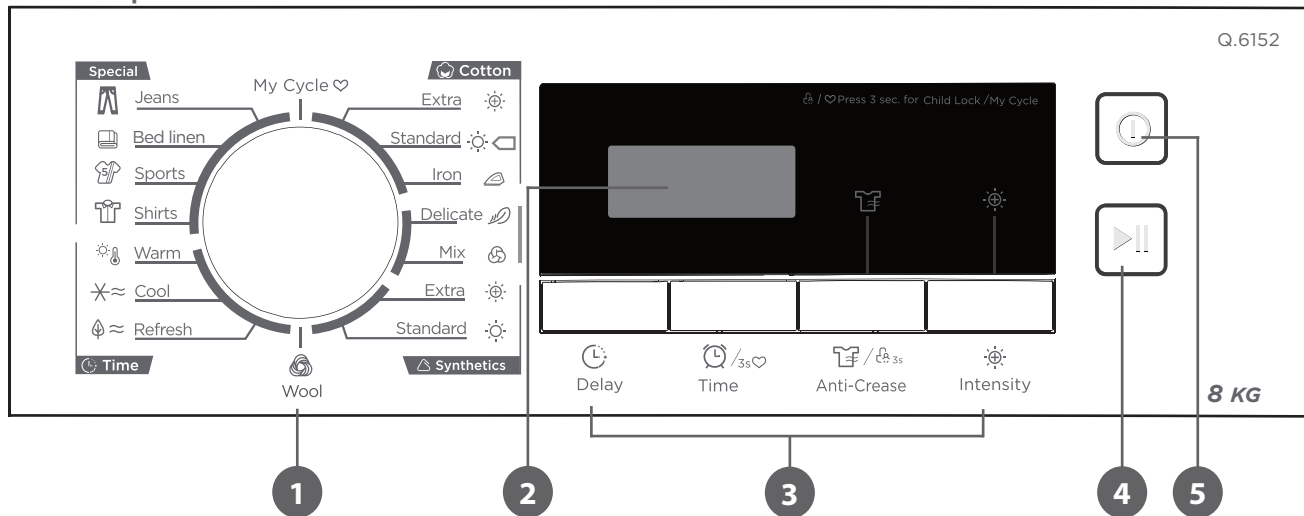 Q.6152
Special
Cotton
My Cycle
Jeans
Extra
Bed linen
Standard
Sports
Iron
Shirts
Delicate
Warm
Mix
Cool
Extra
Refresh
Standard
Time
Synthetics
Wool
/ Press 3 sec. for Child Lock /My Cycle
Delay
/3s
Time
/ 3s
Anti-Crease
Intensity
8 KG
1
2
3
4
5